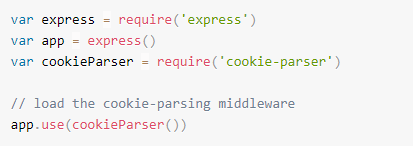 var express = require('express')
var app = express()
var cookieParser = require('cookie-parser')
// load the cookie-parsing middleware
app.use(cookieParser())